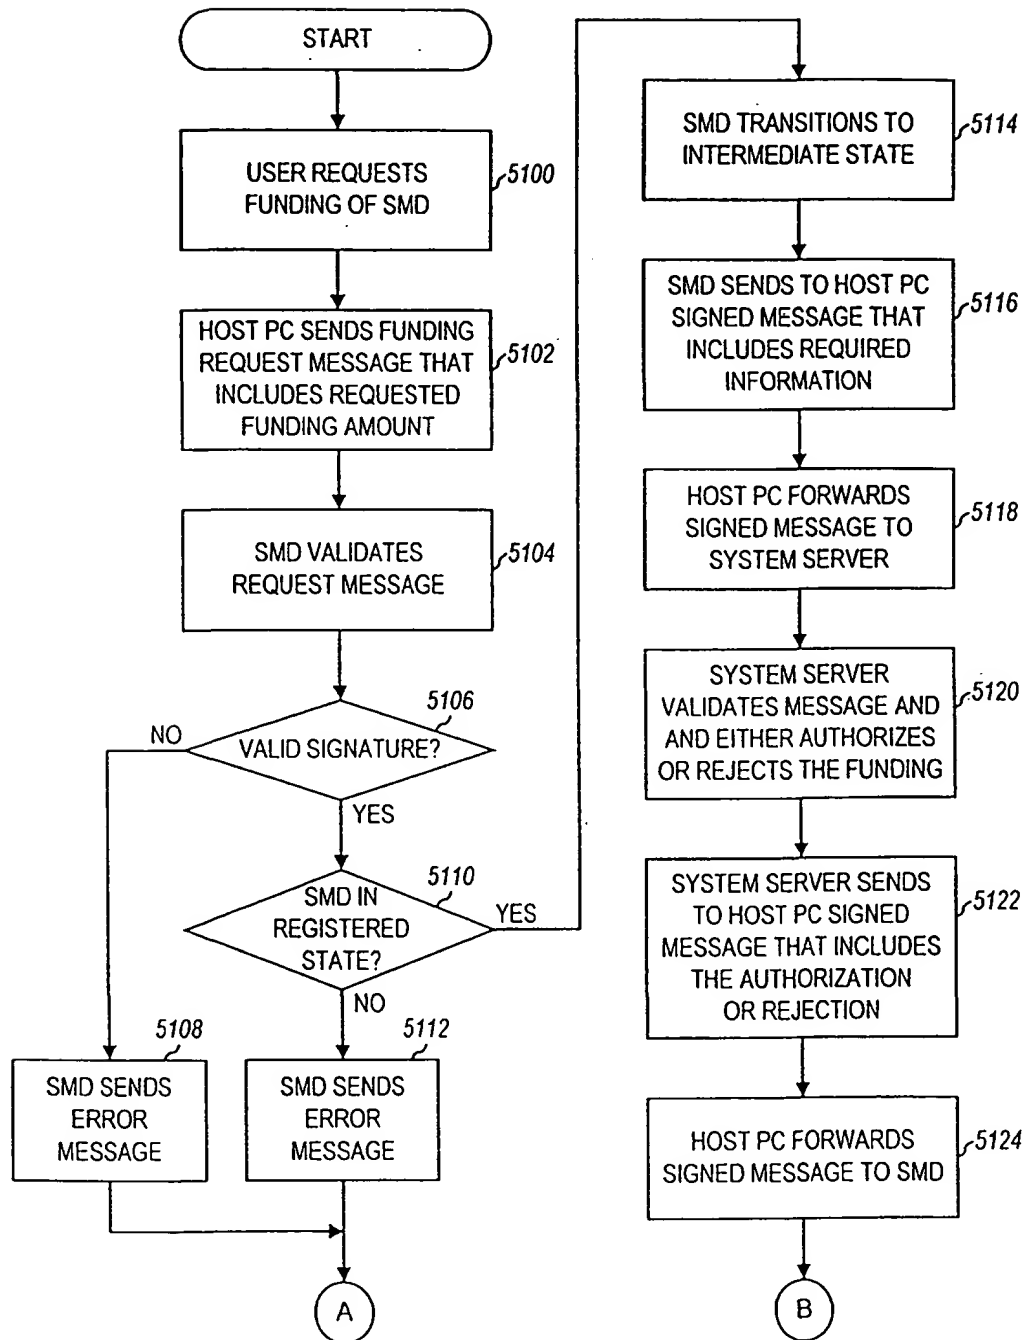 START
USER REQUESTS
FUNDING OF SMD
5100
HOST PC SENDS FUNDING
REQUEST MESSAGE THAT
INCLUDES REQUESTED
FUNDING AMOUNT
5102
SMD VALIDATES
REQUEST MESSAGE
5104
VALID SIGNATURE?
5106
NO
YES
SMD IN
REGISTERED
STATE?
5110
YES
NO
SMD SENDS
ERROR
MESSAGE
5108
SMD SENDS
ERROR
MESSAGE
5112
A
SMD TRANSITIONS TO
INTERMEDIATE STATE
5114
SMD SENDS TO HOST PC
SIGNED MESSAGE THAT
INCLUDES REQUIRED
INFORMATION
5116
HOST PC FORWARDS
SIGNED MESSAGE TO
SYSTEM SERVER
5118
SYSTEM SERVER
VALIDATES MESSAGE AND
AND EITHER AUTHORIZES
OR REJECTS THE FUNDING
5120
SYSTEM SERVER SENDS
TO HOST PC SIGNED
MESSAGE THAT INCLUDES
THE AUTHORIZATION
OR REJECTION
5122
HOST PC FORWARDS
SIGNED MESSAGE TO SMD
5124
B